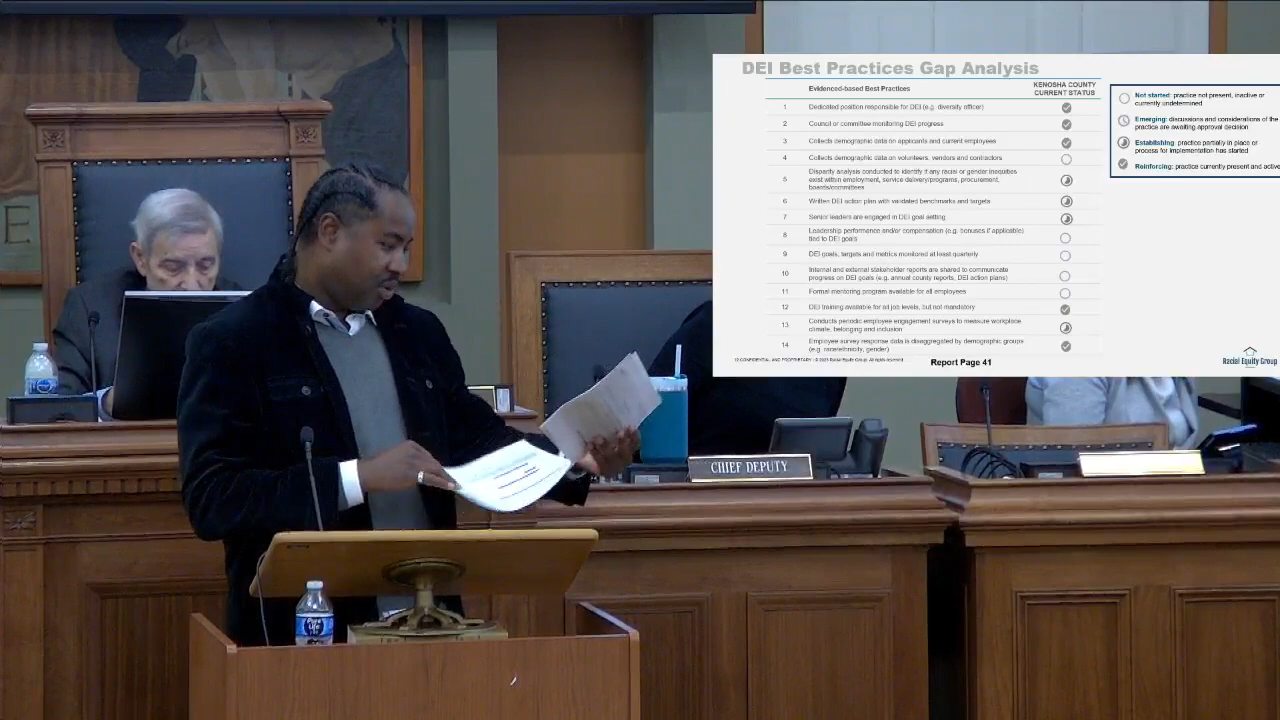 DEI Best Practices Gap Analysis
Evidenced-based Best Practices
KENOSHA COUNTY
CURRENT STATUS
1 Dedicated position responsible for DEI (e.g. diversity officer)
2 Council or committee monitoring DEI progress
3 Collects demographic data on applicants and current employees
4 Collects demographic data on volunteers, vendors and contractors
5 Disparity analysis conducted to identify if any racial or gender inequities
exist within employment, service delivery/programs, procurement,
boards/committees
6 Written DEI action plan with validated benchmarks and targets
7 Senior leaders are engaged in DEI goal setting
8 Leadership performance and/or compensation (e.g. bonuses if applicable)
tied to DEI goals
9 DEI goals, targets and metrics monitored at least quarterly
10 Internal and external stakeholder reports are shared to communicate
progress on DEI goals (e.g. annual county reports, DEI action plans)
11 Formal mentoring program available for all employees
12 DEI training available for all job levels, but not mandatory
13 Conducts periodic employee engagement surveys to measure workplace
climate, belonging and inclusion
14 Employee survey response data is disaggregated by demographic groups
(e.g. race/ethnicity, gender)
CONFIDENTIAL AND PROPRIETARY All rights reserved
Report Page 41
Racial Equity Group
Not started: practice not present, inactive or
currently undetermined
Emerging: discussions and considerations of the
practice are awaiting approval decision
Establishing: practice partially in place or
process for implementation has started
Reinforcing: practice currently present and active
E
CHIEF DEPUTY
Pure
Life